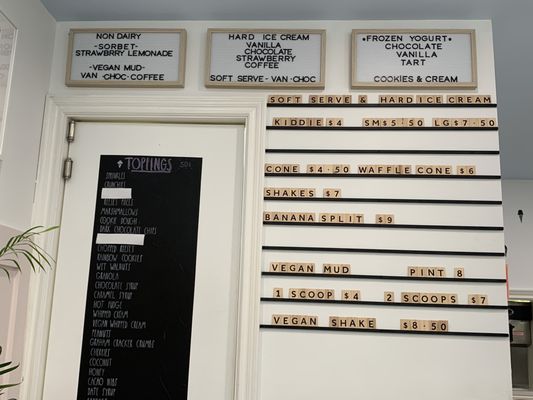 NON DAIRY
-SORBET-
STRAWBRRY LEMONADE
-VEGAN MUD-
VAN ·CHOC ·COFFEE
HARD ICE CREAM
VANILLA
CHOCOLATE
STRAWBERRY
COFFEE
SOFT SERVE - VAN ·CHOC
*FROZEN YOGURT*
CHOCOLATE
VANILLA
TART
COOKIES & CREAM
SOFT SERVE & HARD ICE CREAM
KIDDIE $4 SM$5·50 LG$7·50
CONE $4·50 WAFFLE CONE $6
SHAKES $7
BANANA SPLIT $9
VEGAN MUD PINT 8
1 SCOOP $4 2 SCOOPS $7
VEGAN SHAKE $8·50
TOPPINGS 50¢
SPRINKLES
CRUNCHIES
REESES PIECES
MARSHMALLOWS
COOKIE DOUGH
DARK CHOCOLATE CHIPS
CHOPPED REESES
RAINBOW COOKIES
WET WALNUTS
GRANOLA
CHOCOLATE SYRUP
CARAMEL SYRUP
HOT FUDGE
WHIPPED CREAM
VEGAN WHIPPED CREAM
PEANUTS
GRAHAM CRACKER CRUMBS
CHERRIES
COCONUT
HONEY
CACAO NIBS
DATE SYRUP